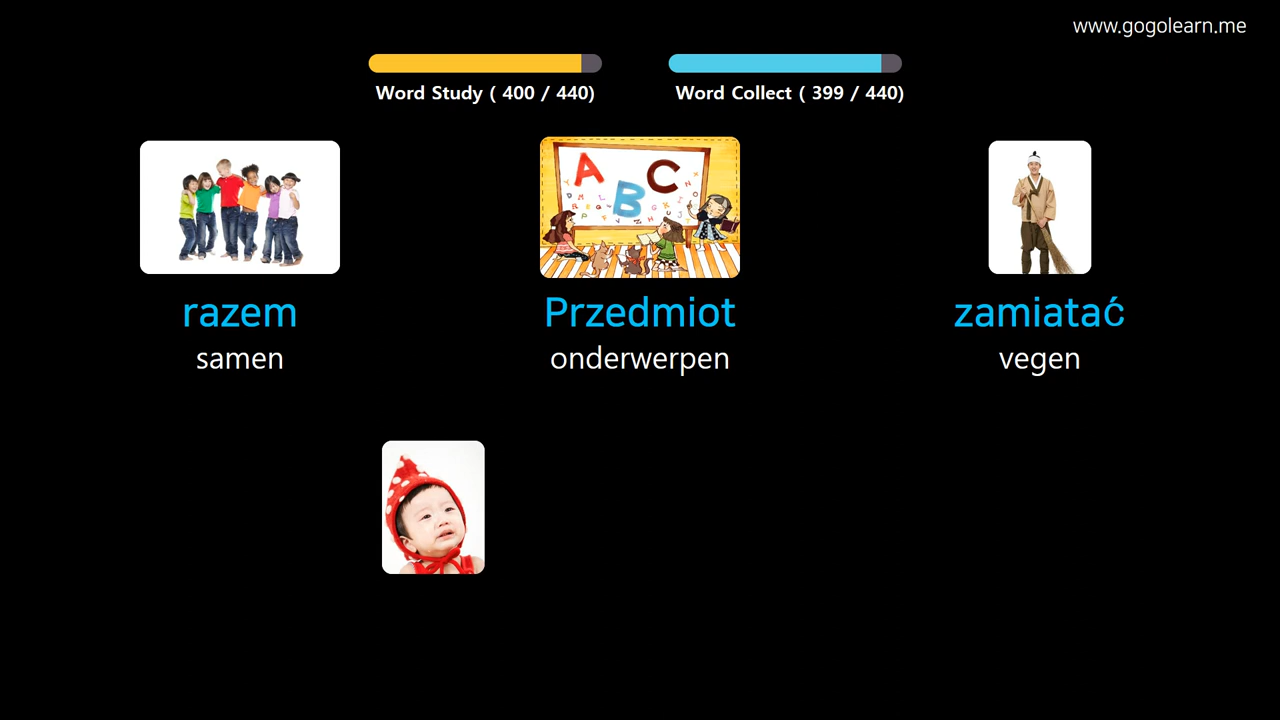 www.gogolearn.me
Word Study ( 400 / 440)
Word Collect ( 399 / 440)
A B C
razem
Przedmiot
zamiatać
samen
onderwerpen
vegen